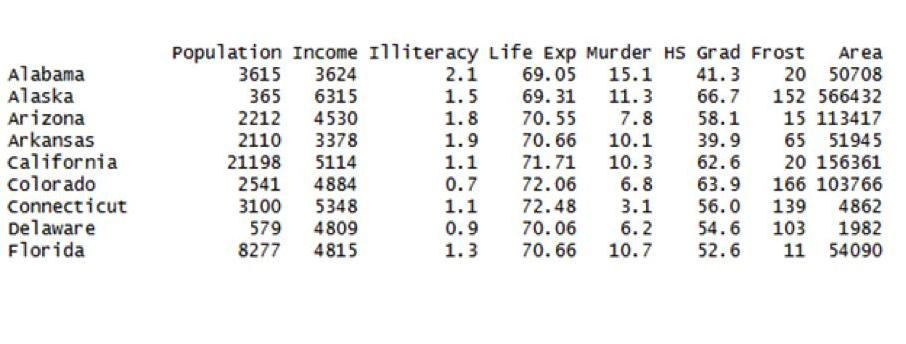 Population Income Illiteracy Life Exp Murder HS Grad Frost Area
Alabama 3615 3624 2.1 69.05 15.1 41.3 20 50708
Alaska 365 6315 1.5 69.31 11.3 66.7 152 566432
Arizona 2212 4530 1.8 70.55 7.8 58.1 15 113417
Arkansas 2110 3378 1.9 70.66 10.1 39.9 65 51945
California 21198 5114 1.1 71.71 10.3 62.6 20 156361
Colorado 2541 4884 0.7 72.06 6.8 63.9 166 103766
Connecticut 3100 5348 1.1 72.48 3.1 56.0 139 4862
Delaware 579 4809 0.9 70.06 6.2 54.6 103 1982
Florida 8277 4815 1.3 70.66 10.7 52.6 11 54090